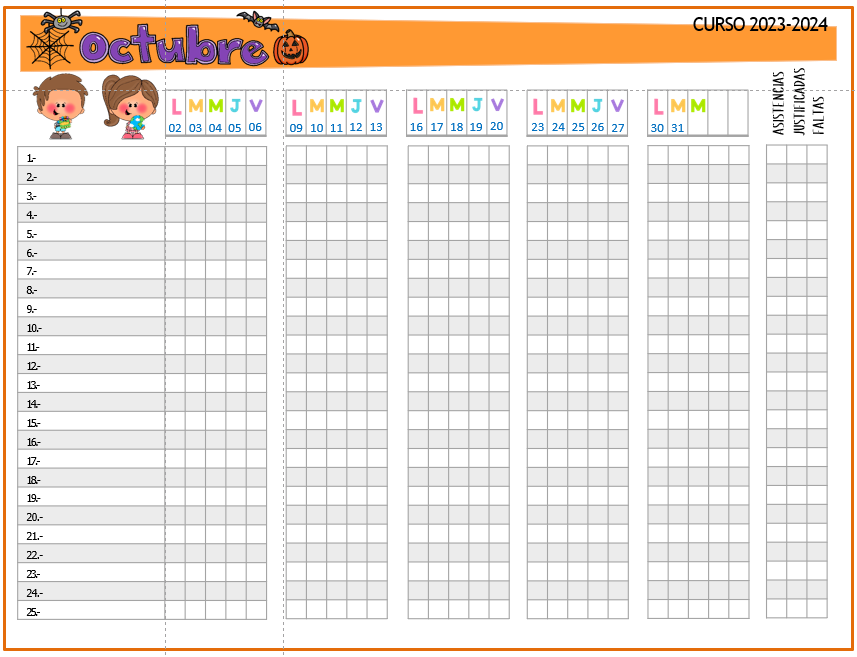 CURSO 2023-2024
Octubre
L M M J V
02 03 04 05 06
L M M J V
09 10 11 12 13
L M M J V
16 17 18 19 20
L M M J V
23 24 25 26 27
L M M
30 31
ASISTENCIAS
JUSTIFICADAS
FALTAS
1.-
2.-
3.-
4.-
5.-
6.-
7.-
8.-
9.-
10.-
11.-
12.-
13.-
14.-
15.-
16.-
17.-
18.-
19.-
20.-
21.-
22.-
23.-
24.-
25.-